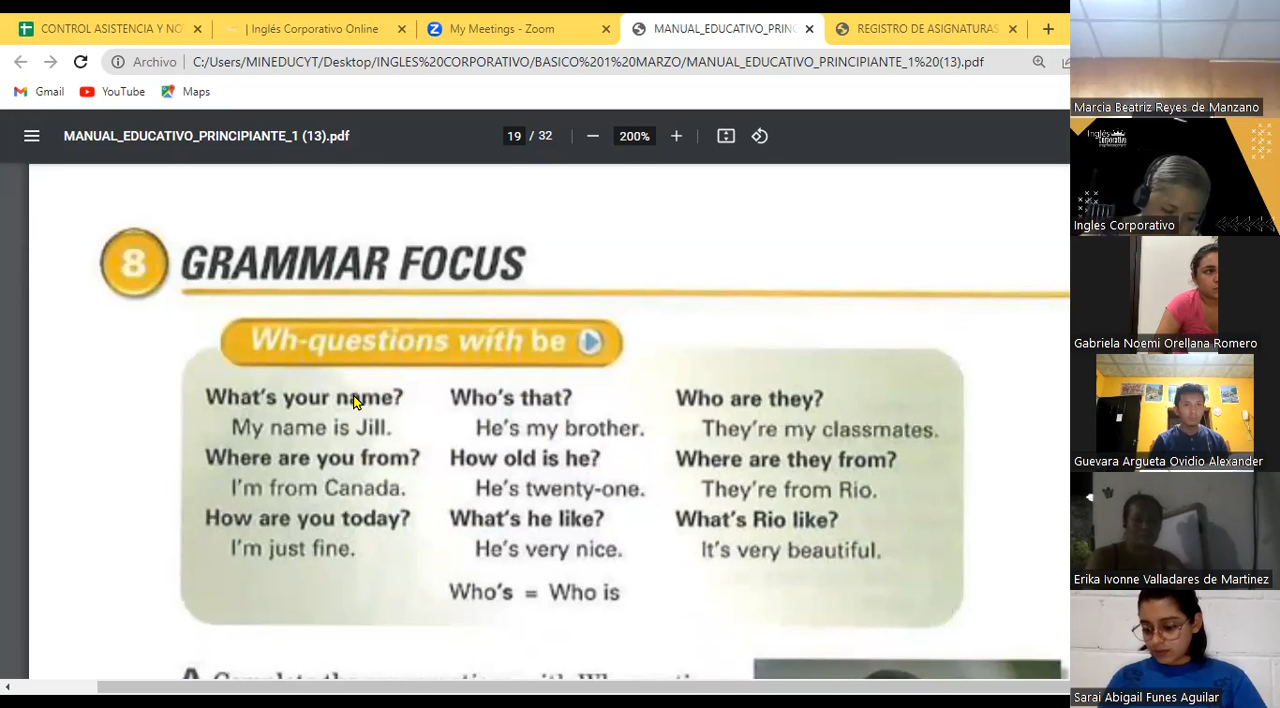 CONTROL ASISTENCIA Y NO
| Inglés Corporativo Online
My Meetings - Zoom
MANUAL_EDUCATIVO_PRINC
REGISTRO DE ASIGNATURAS
Archivo | C:/Users/MINEDUCYT/Desktop/INGLES%20CORPORATIVO/BASICO%201%20MARZO/MANUAL_EDUCATIVO_PRINCIPIANTE_1%20(13).pdf
Gmail YouTube Maps
MANUAL_EDUCATIVO_PRINCIPIANTE_1 (13).pdf
19 / 32
200%
8 GRAMMAR FOCUS
Wh-questions with be
What's your name?
My name is Jill.
Where are you from?
I'm from Canada.
How are you today?
I'm just fine.
Who's that?
He's my brother.
How old is he?
He's twenty-one.
What's he like?
He's very nice.
Who's = Who is
Who are they?
They're my classmates.
Where are they from?
They're from Rio.
What's Rio like?
It's very beautiful.
Marcia Beatriz Reyes de Manzano
Inglés
Corporativo
Ingles Corporativo
Gabriela Noemi Orellana Romero
Guevara Argueta Ovidio Alexander
Erika Ivonne Valladares de Martinez
Sarai Abigail Funes Aguilar